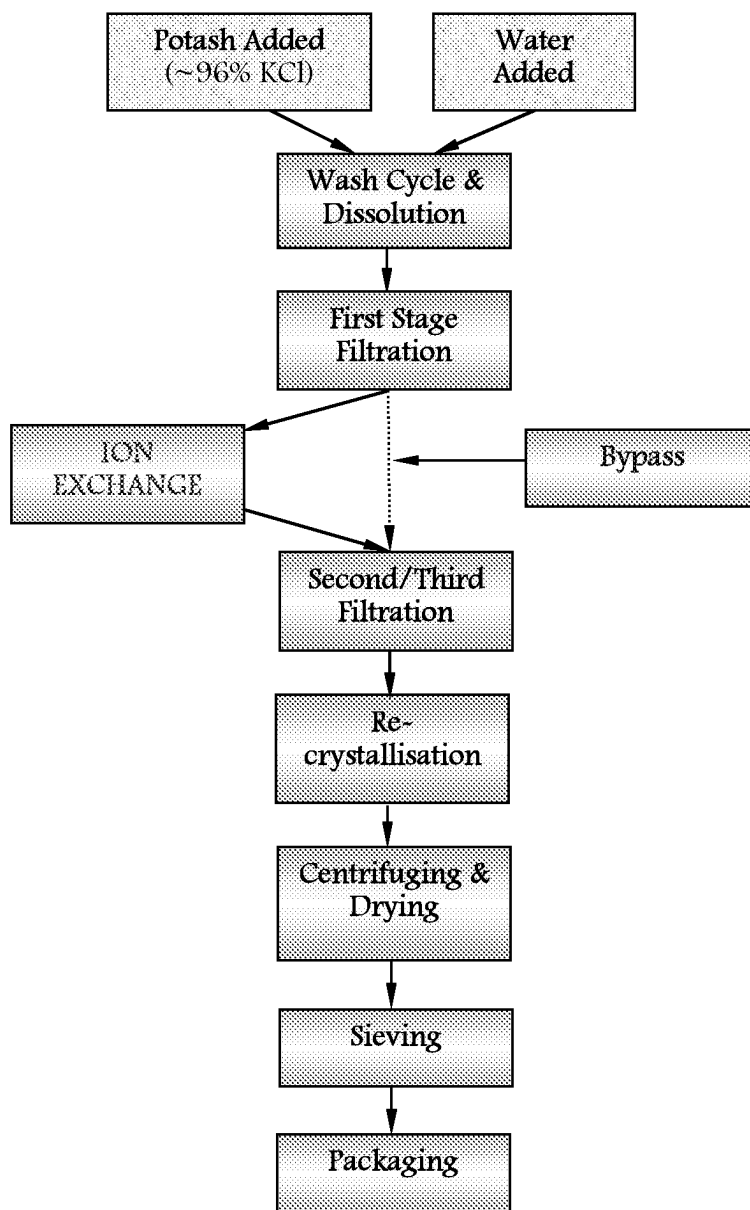 Potash Added
(~96% KCl)
Water
Added
Wash Cycle &
Dissolution
First Stage
Filtration
ION
EXCHANGE
Bypass
Second/Third
Filtration
Re-
crystallisation
Centrifuging &
Drying
Sieving
Packaging